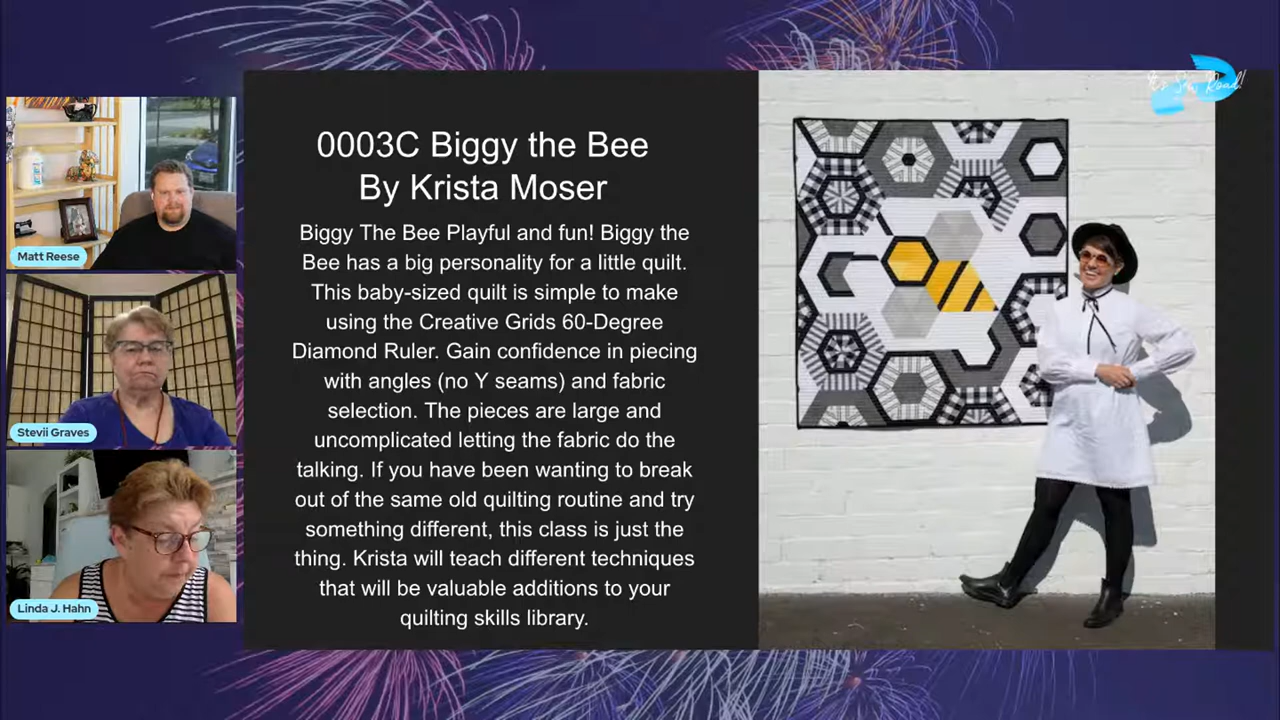 It's Sew Road!
0003C Biggy the Bee
By Krista Moser
Biggy The Bee Playful and fun! Biggy the
Bee has a big personality for a little quilt.
This baby-sized quilt is simple to make
using the Creative Grids 60-Degree
Diamond Ruler. Gain confidence in piecing
with angles (no Y seams) and fabric
selection. The pieces are large and
uncomplicated letting the fabric do the
talking. If you have been wanting to break
out of the same old quilting routine and try
something different, this class is just the
thing. Krista will teach different techniques
that will be valuable additions to your
quilting skills library.
Matt Reese
Stevii Graves
Linda J. Hahn